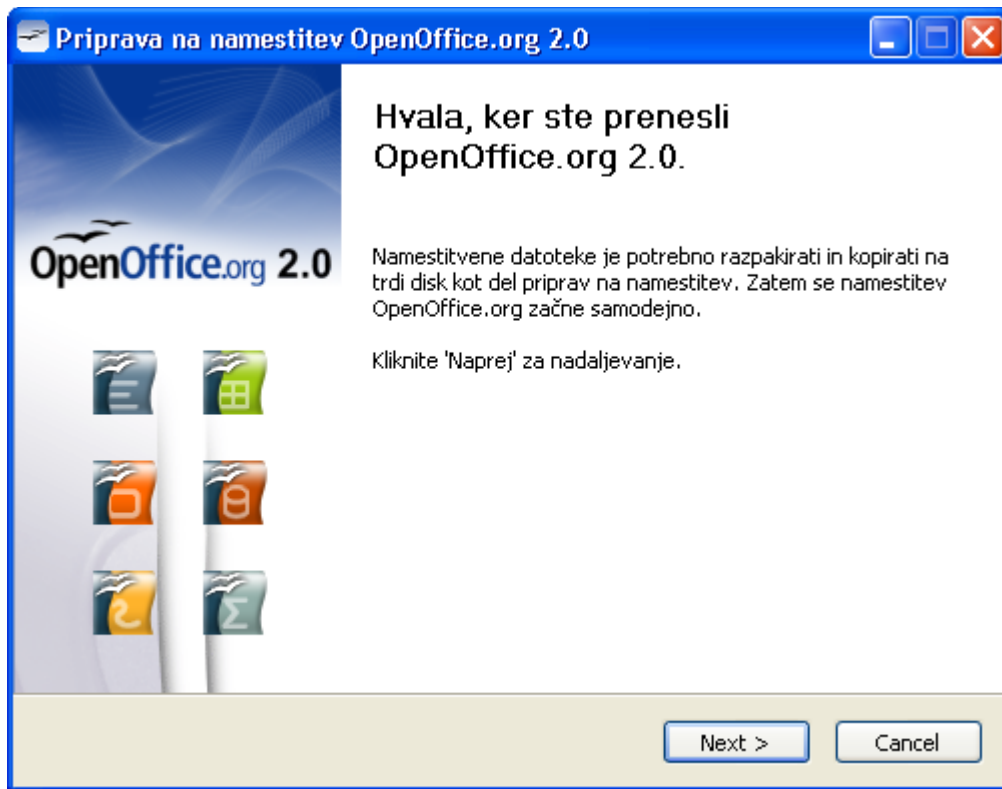 Priprava na namestitev OpenOffice.org 2.0
Hvala, ker ste prenesli
OpenOffice.org 2.0.
OpenOffice.org 2.0
Namestitvene datoteke je potrebno razpakirati in kopirati na
trdi disk kot del priprav na namestitev. Zatem se namestitev
OpenOffice.org začne samodejno.
Kliknite 'Naprej' za nadaljevanje.
Next >
Cancel